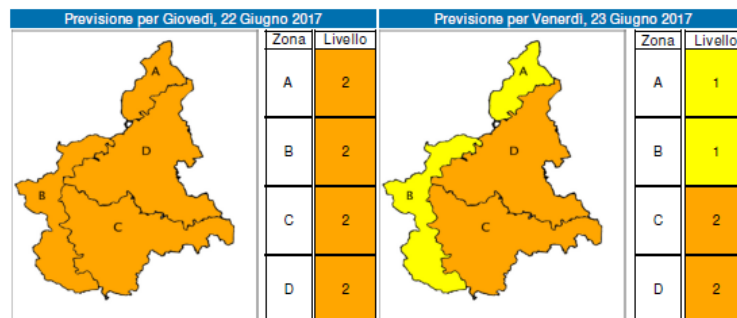 Previsione per Giovedì, 22 Giugno 2017
Zona Livello
A 2
B 2
C 2
D 2
A
D
B
C
Previsione per Venerdì, 23 Giugno 2017
Zona Livello
A 1
B 1
C 2
D 2
A
D
B
C